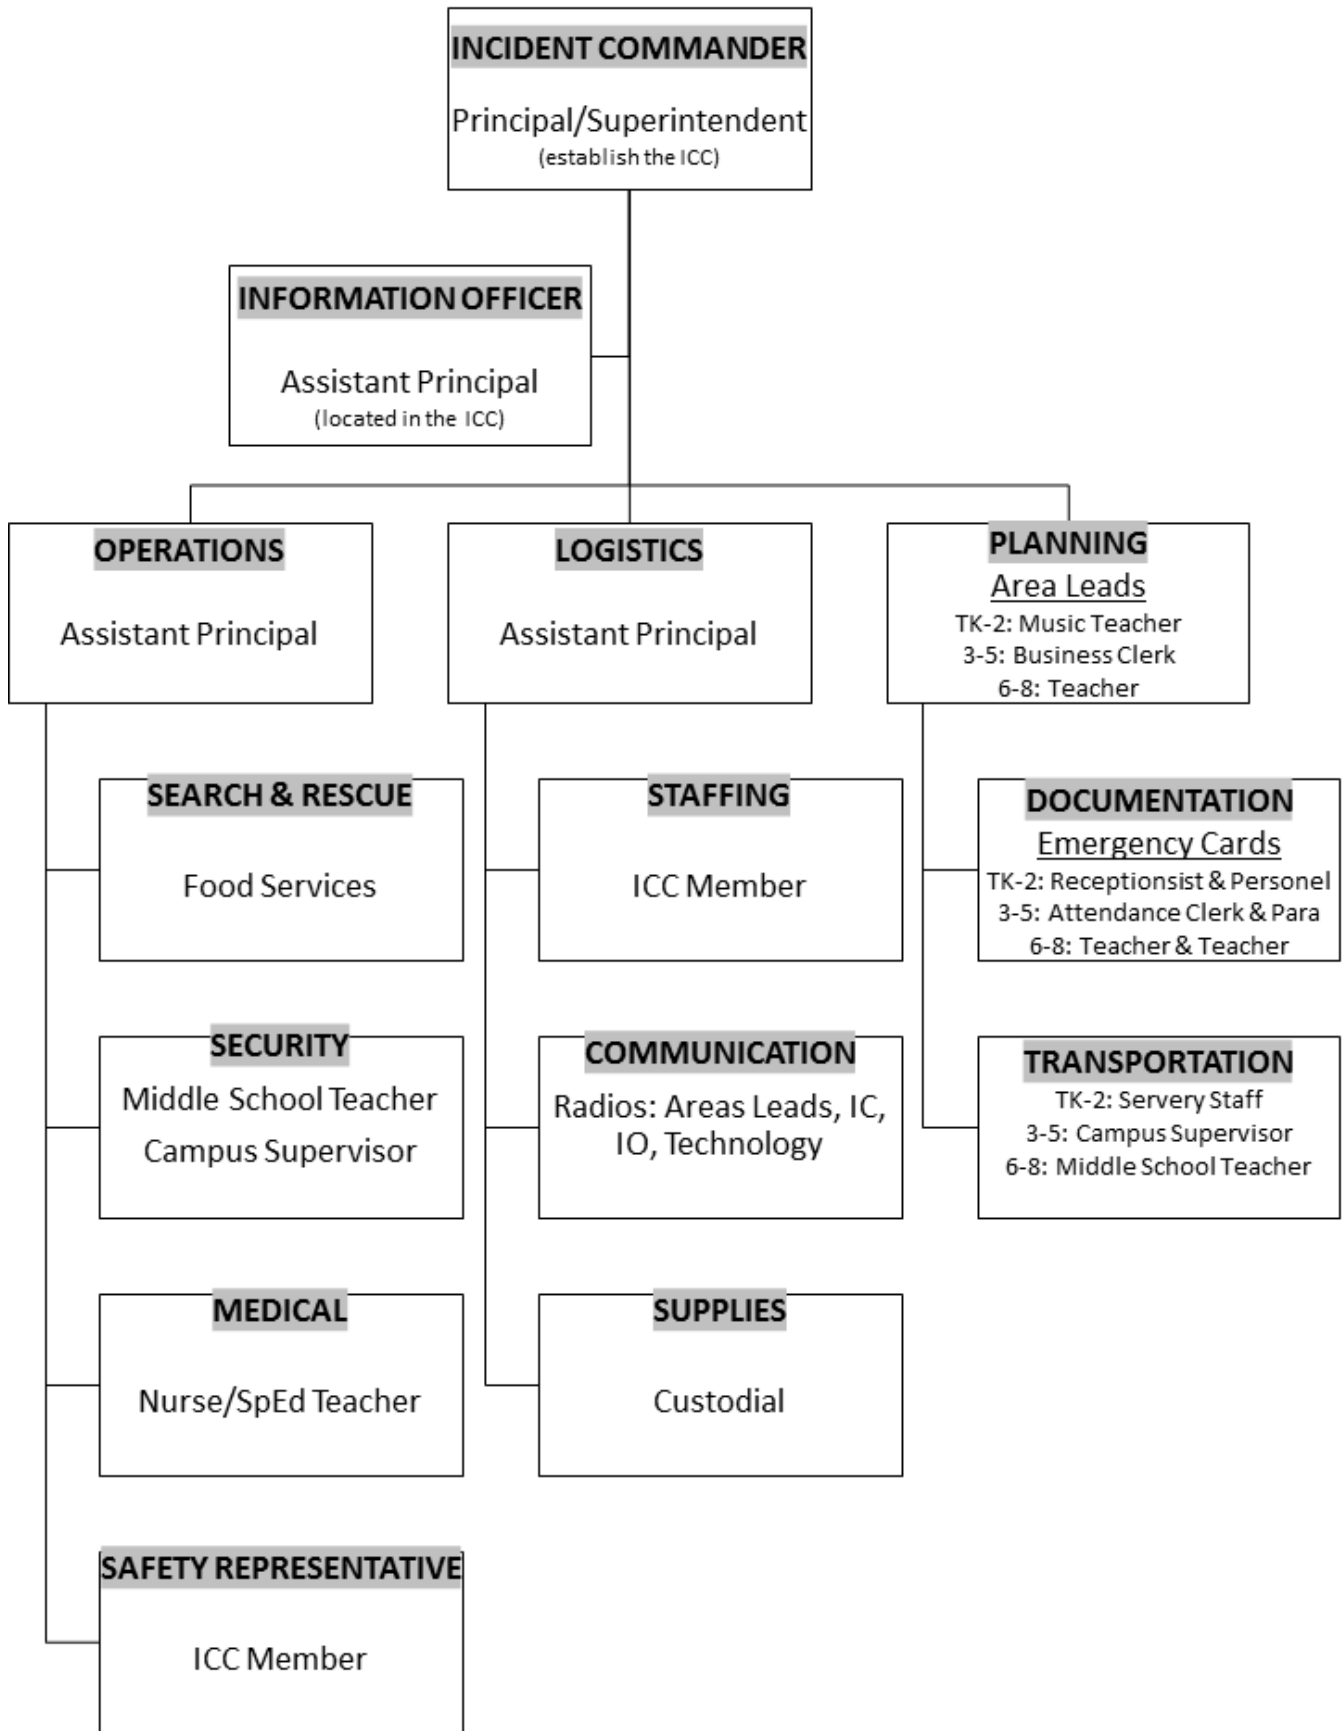 INCIDENT COMMANDER
Principal/Superintendent
(establish the ICC)
INFORMATION OFFICER
Assistant Principal
(located in the ICC)
OPERATIONS
Assistant Principal
LOGISTICS
Assistant Principal
PLANNING
Area Leads
TK-2: Music Teacher
3-5: Business Clerk
6-8: Teacher
SEARCH & RESCUE
Food Services
STAFFING
ICC Member
DOCUMENTATION
Emergency Cards
TK-2: Receptionsist & Personel
3-5: Attendance Clerk & Para
6-8: Teacher & Teacher
SECURITY
Middle School Teacher
Campus Supervisor
COMMUNICATION
Radios: Areas Leads, IC,
IO, Technology
TRANSPORTATION
TK-2: Servery Staff
3-5: Campus Supervisor
6-8: Middle School Teacher
MEDICAL
Nurse/SpEd Teacher
SUPPLIES
Custodial
SAFETY REPRESENTATIVE
ICC Member